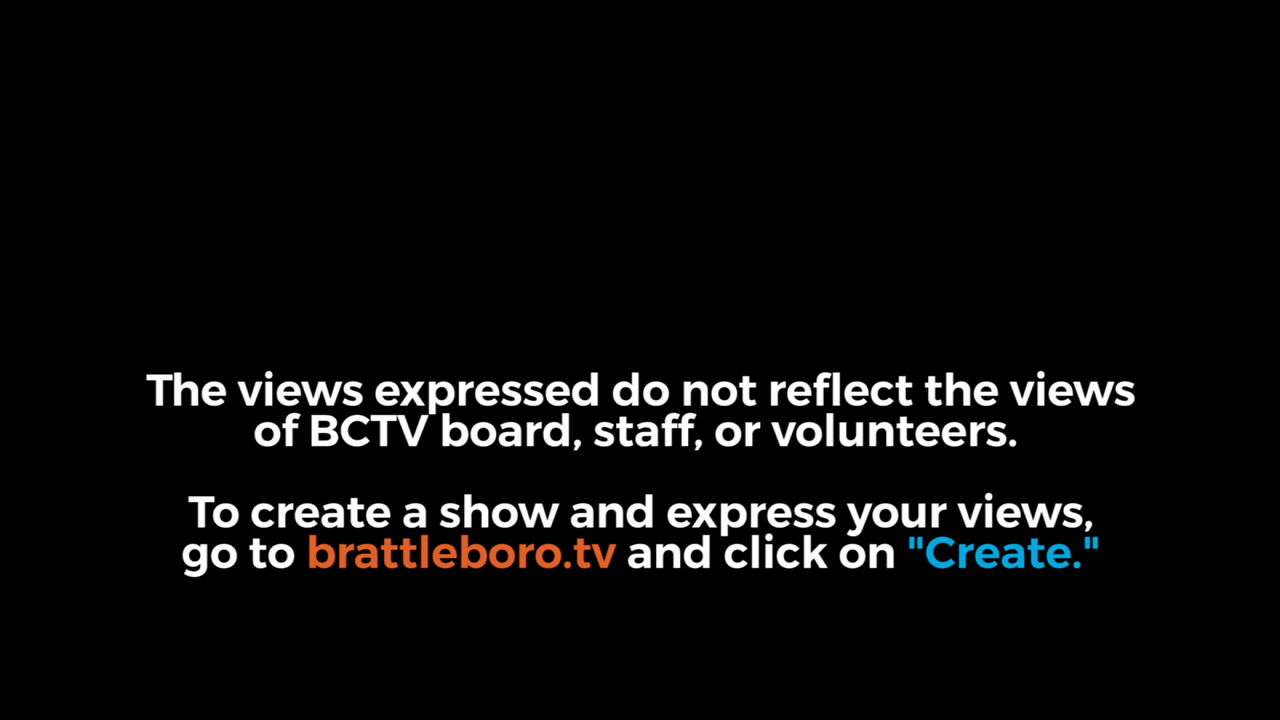 The views expressed do not reflect the views
of BCTV board, staff, or volunteers.
To create a show and express your views,
go to brattleboro.tv and click on "Create."